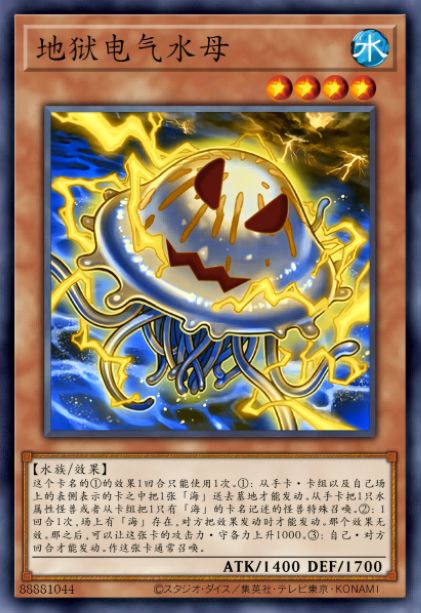 地狱电气水母
水
【水族/效果】
这个卡名的①的效果1回合只能使用1次。①：从手卡・卡组以及自己场
上的表侧表示的卡之中把1张「海」送去墓地才能发动。从手卡把1只水
属性怪兽或者从卡组把1只有「海」的卡名记述的怪兽特殊召唤。②：1
回合1次，场上有「海」存在，对方把效果发动时才能发动。那个效果无
效。那之后，可以让这张卡的攻击力・守备力上升1000。③：自己・对方
回合才能发动。作这张卡通常召唤。
ATK/1400 DEF/1700
88881044
©スタジオ・ダイス/集英社・テレビ東京・KONAMI